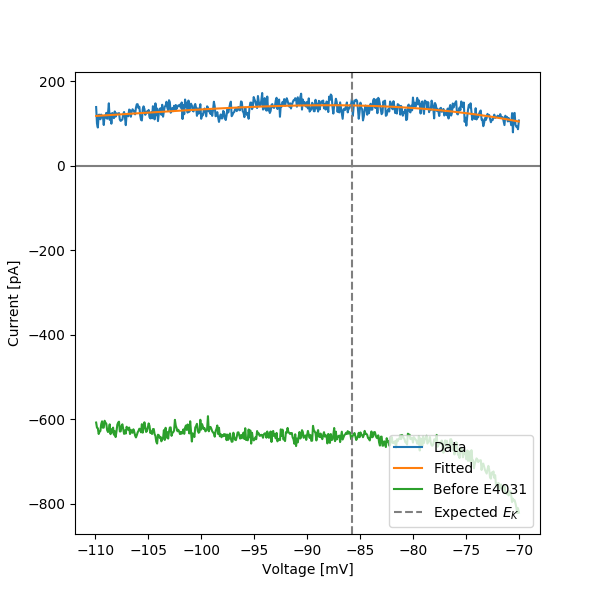 200
0
−200
−400
−600
−800
Current [pA]
Data
Fitted
Before E4031
Expected E_K
−110 −105 −100 −95 −90 −85 −80 −75 −70
Voltage [mV]